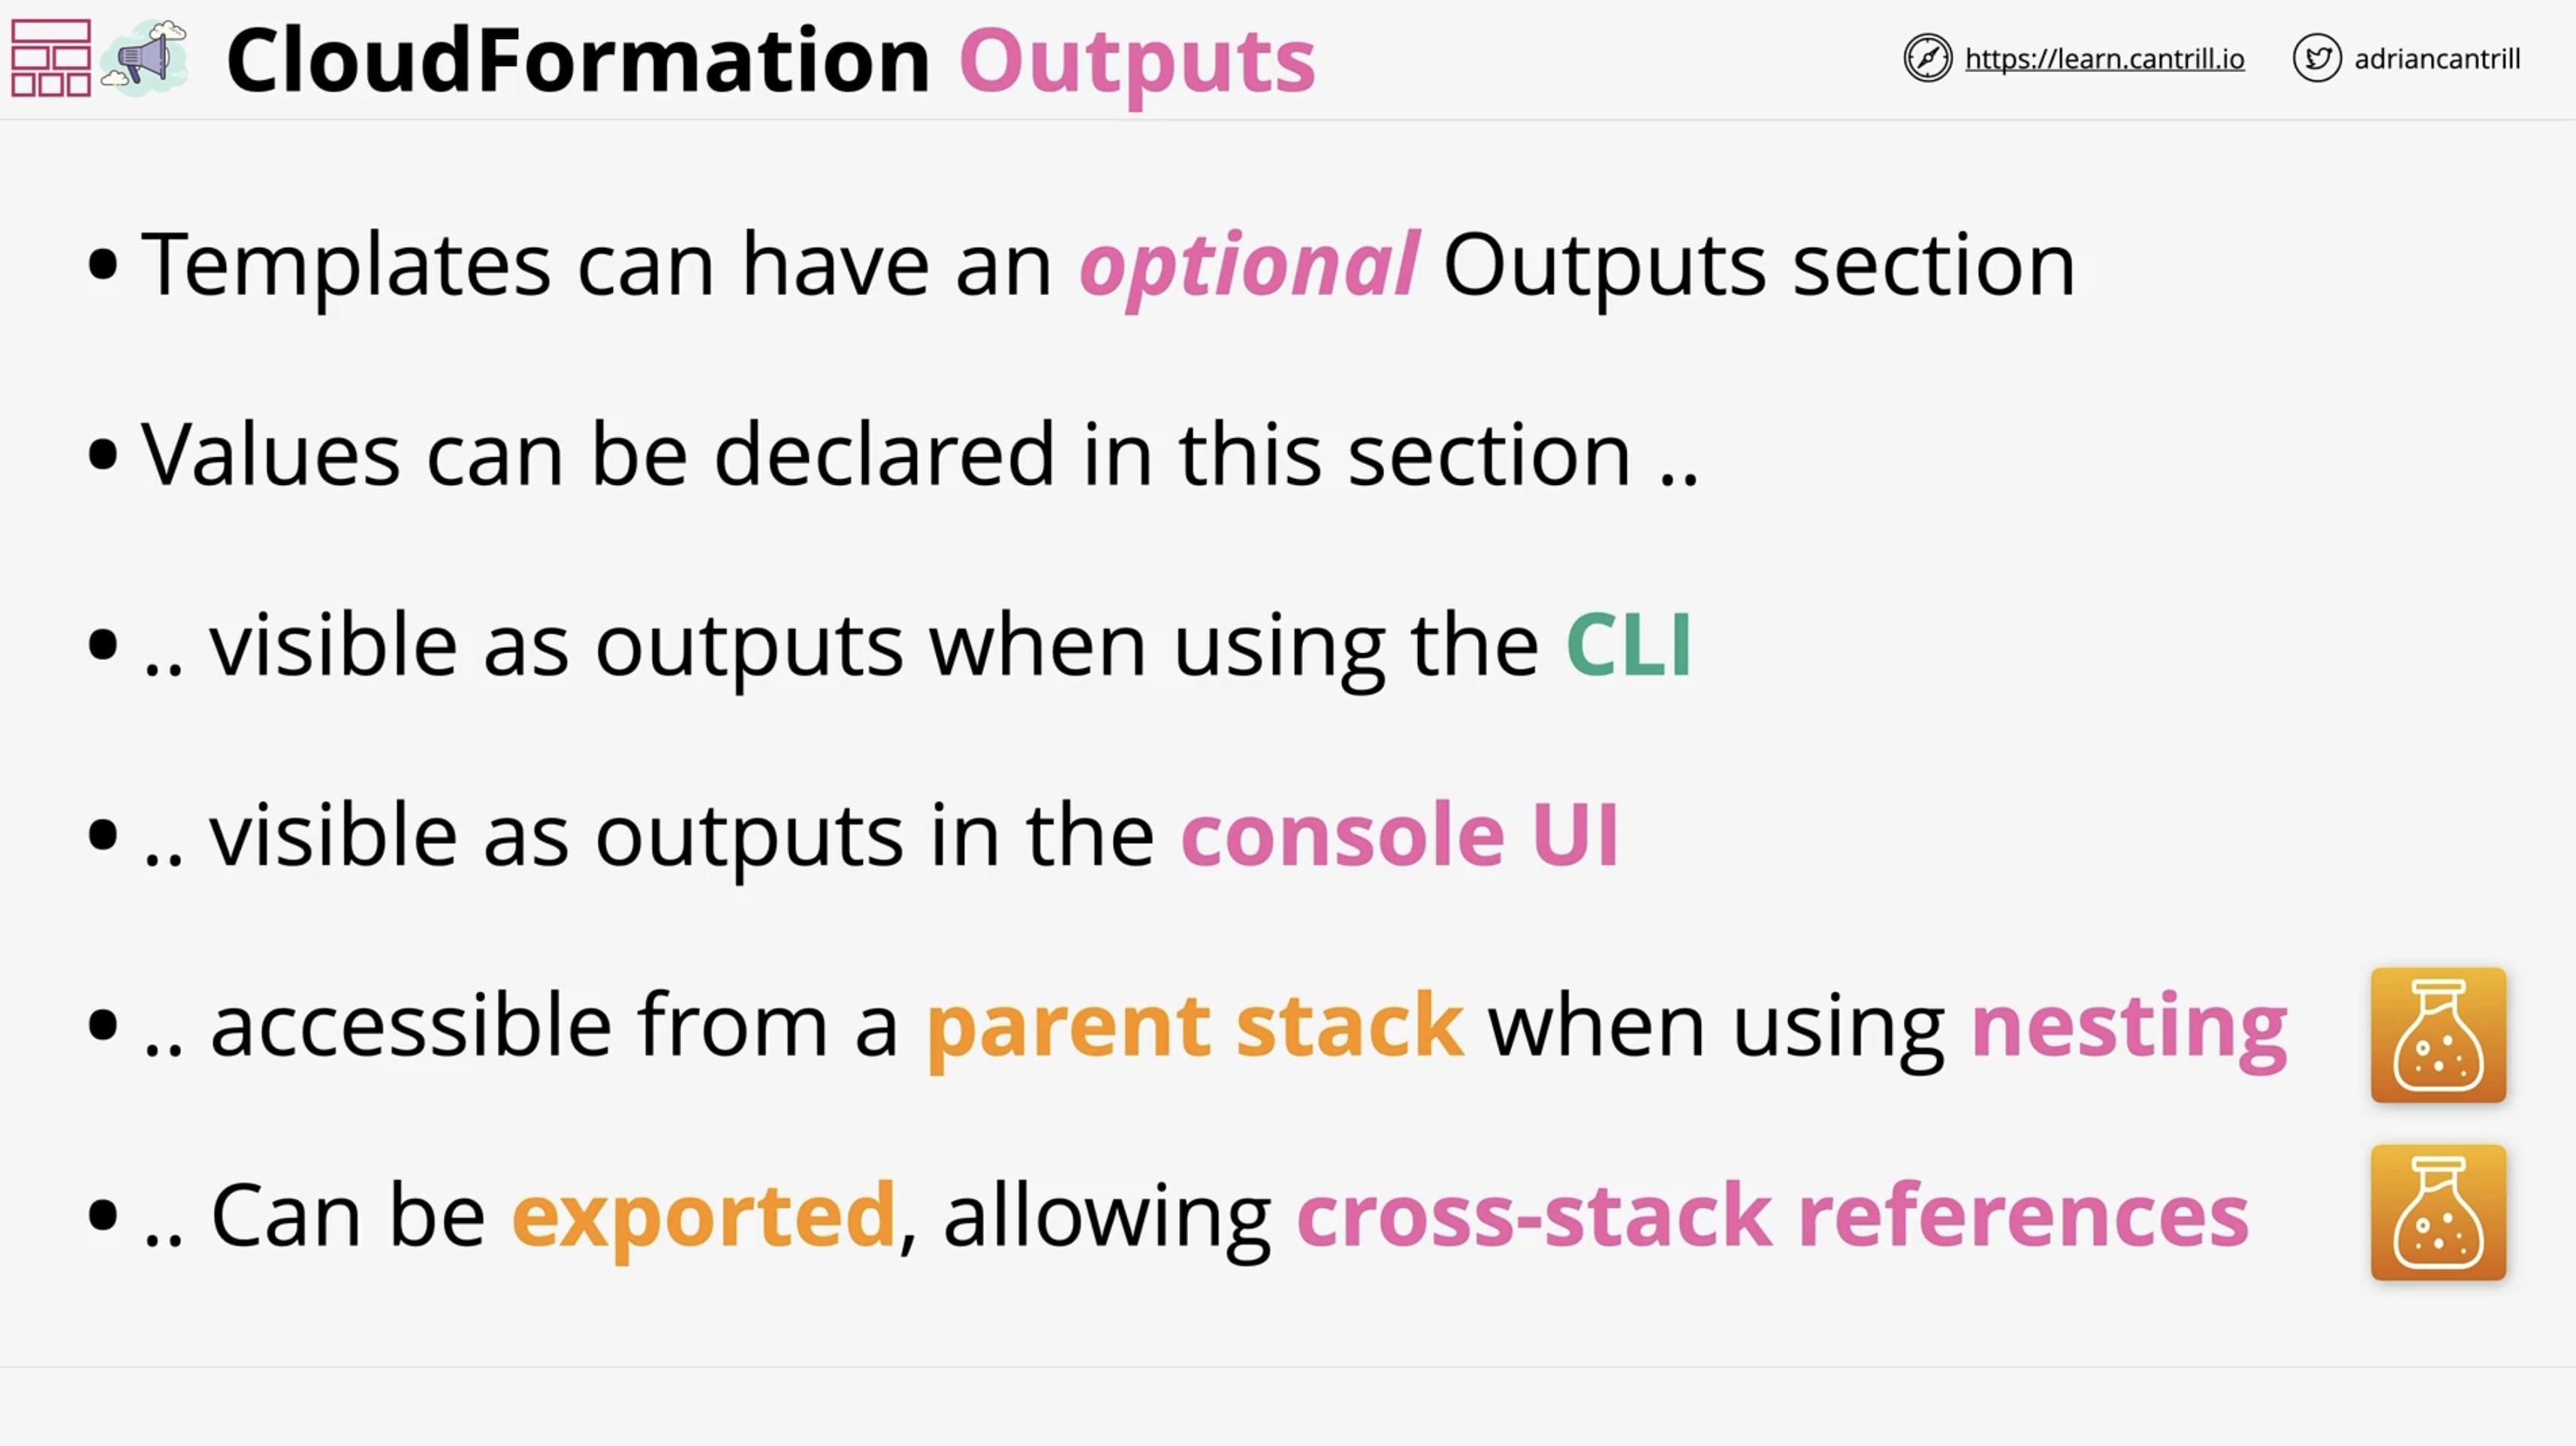 CloudFormation Outputs
https://learn.cantrill.io
adriancantrill
• Templates can have an optional Outputs section
• Values can be declared in this section ..
• .. visible as outputs when using the CLI
• .. visible as outputs in the console UI
• .. accessible from a parent stack when using nesting
• .. Can be exported, allowing cross-stack references